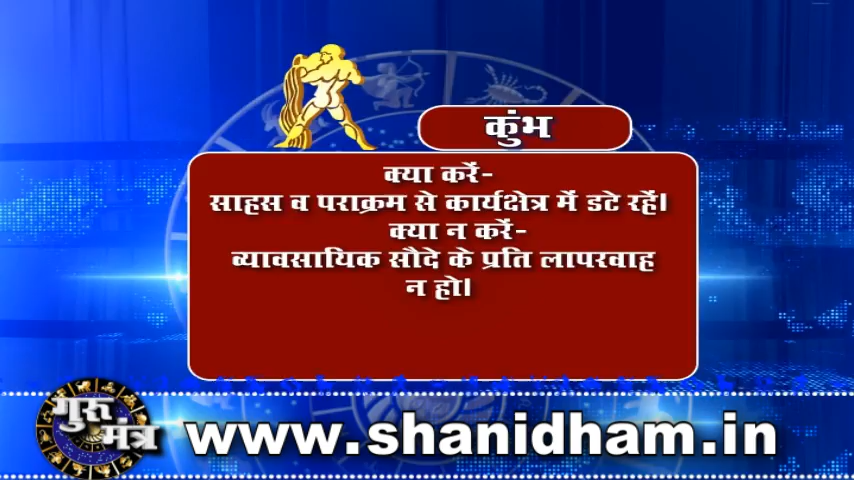 कुंभ
क्या करें-
साहस व पराक्रम से कार्यक्षेत्र में डटे रहें।
क्या न करें-
व्यावसायिक सौदे के प्रति लापरवाह
न हो।
गुरु
मंत्र
www.shanidham.in